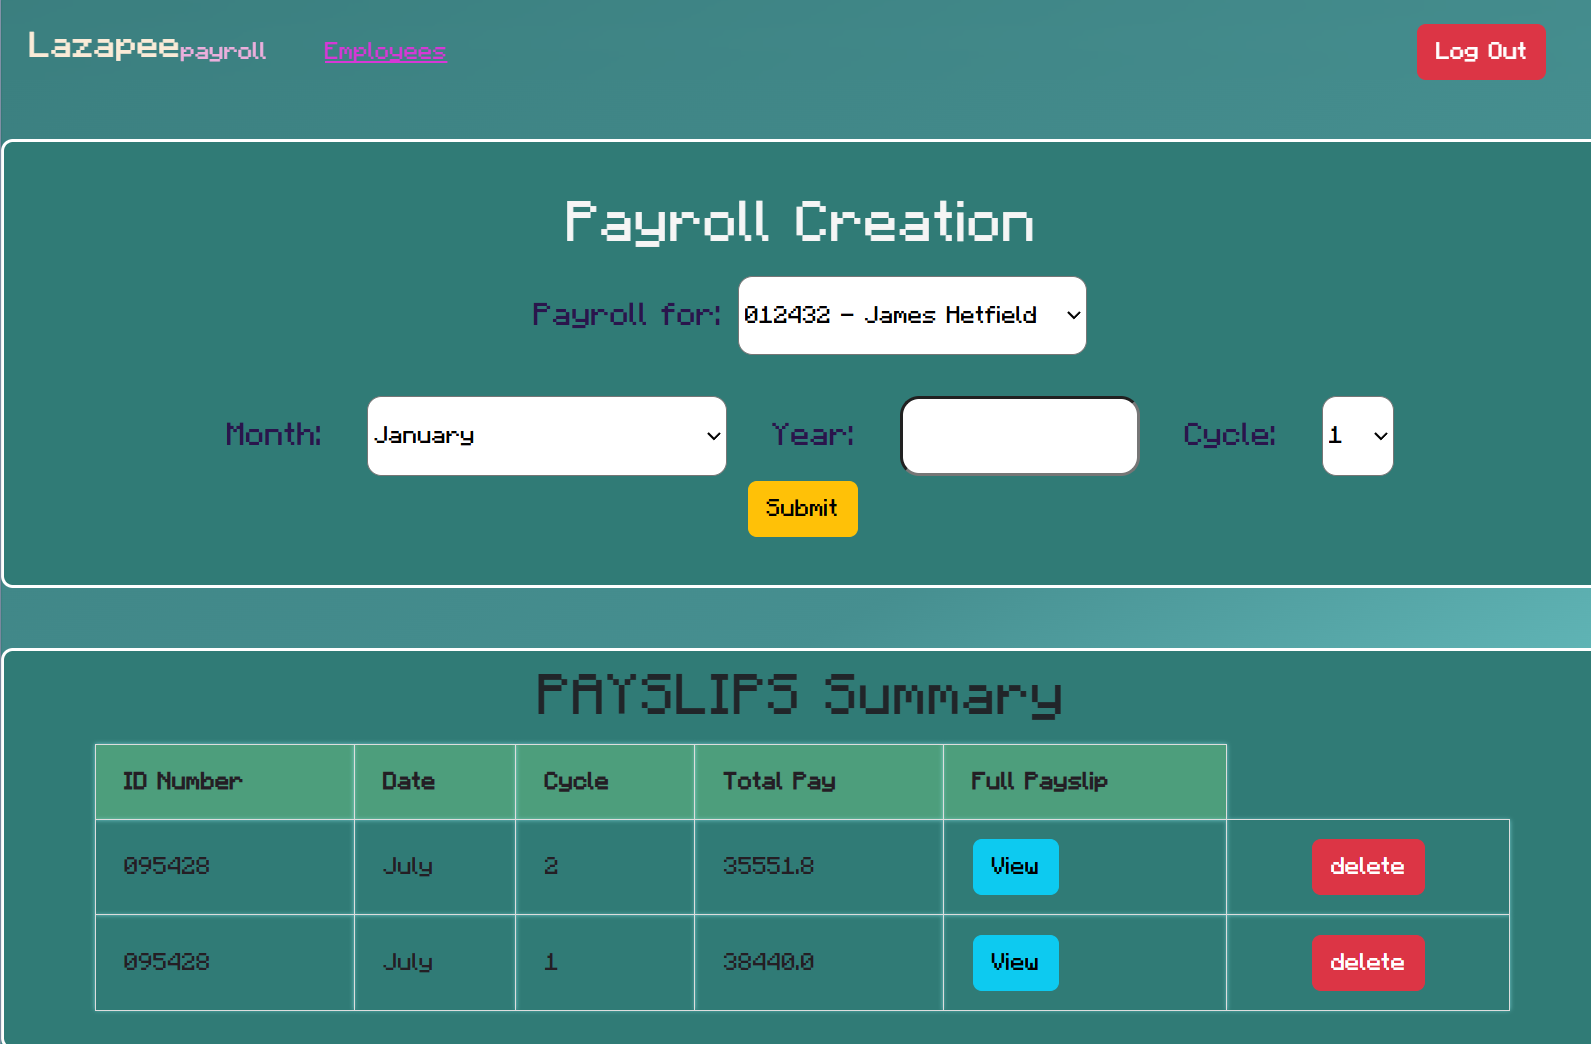 Lazapee payroll Employees Log Out
Payroll Creation
Payroll for: 012432 - James Hetfield
Month: January Year: Cycle: 1
Submit
PAYSLIPS Summary
ID Number Date Cycle Total Pay Full Payslip
095428 July 2 35551.8 View delete
095428 July 1 38440.0 View delete